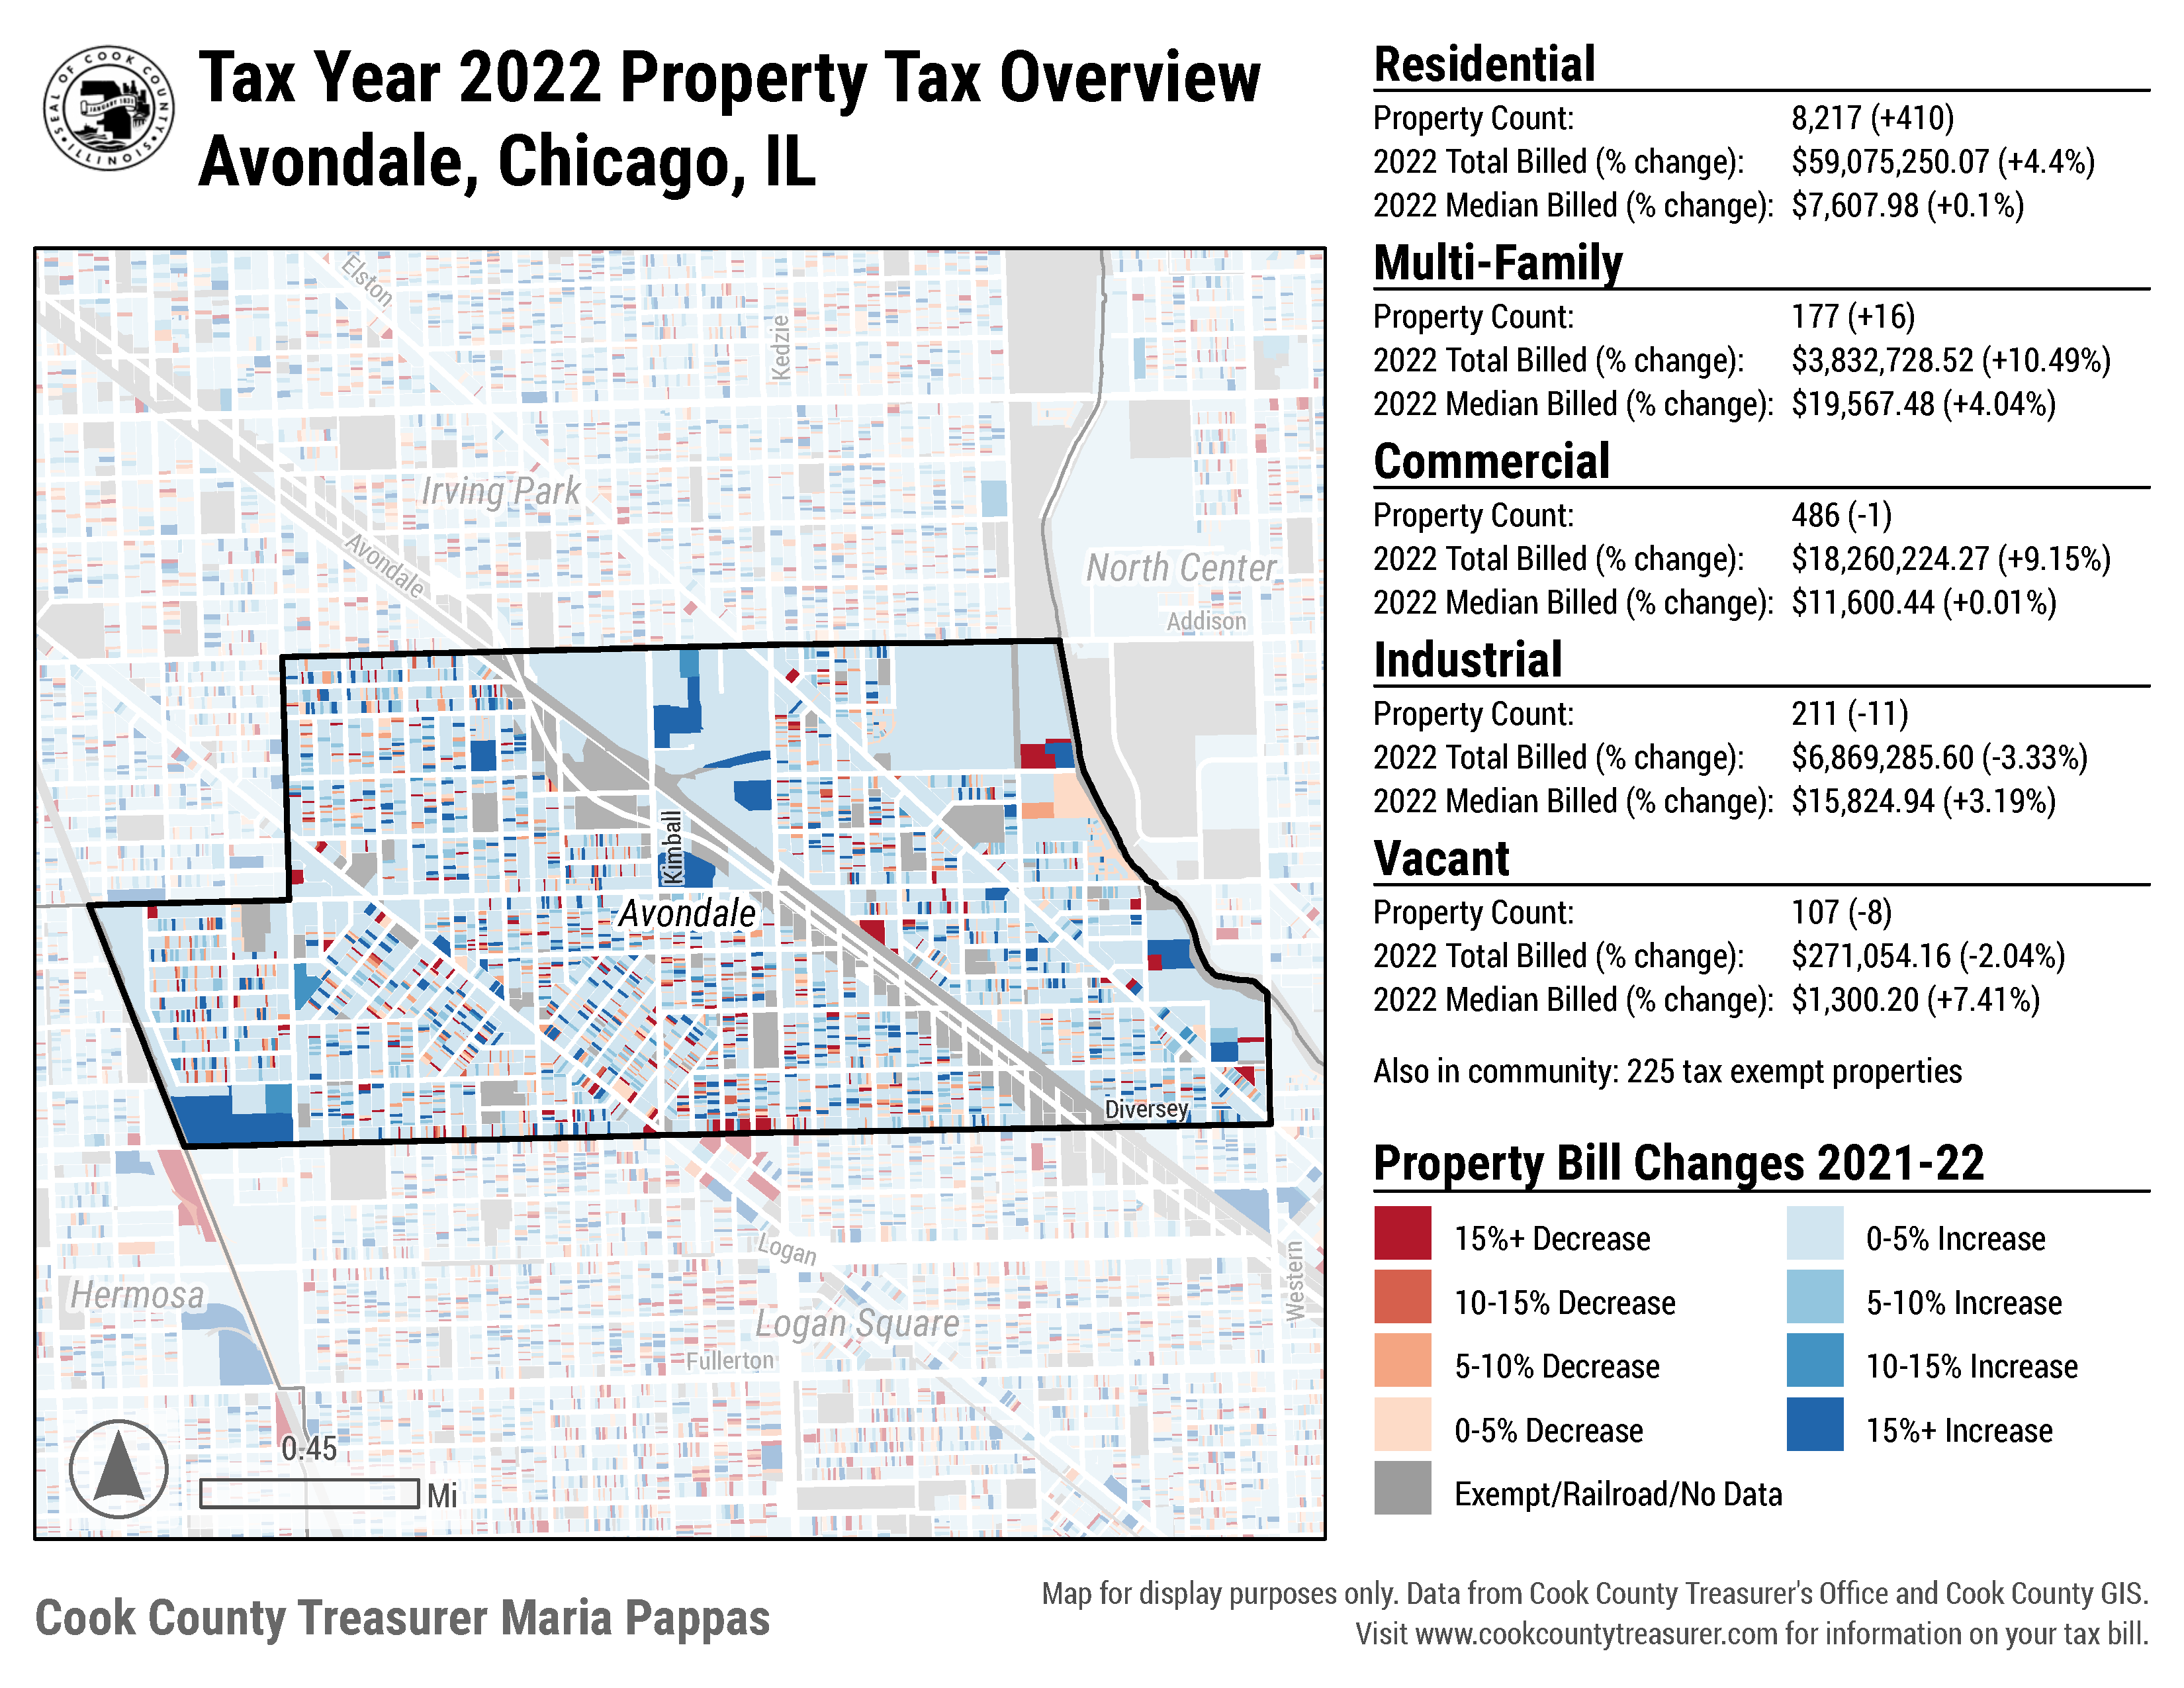 SEAL OF COOK COUNTY
JANUARY 1831
ILLINOIS
Tax Year 2022 Property Tax Overview
Avondale, Chicago, IL
Elston
Kedzie
Irving Park
Avondale
North Center
Addison
Kimball
Avondale
Diversey
Logan
Western
Hermosa
Logan Square
Fullerton
0.45
Mi
Residential
Property Count: 8,217 (+410)
2022 Total Billed (% change): $59,075,250.07 (+4.4%)
2022 Median Billed (% change): $7,607.98 (+0.1%)
Multi-Family
Property Count: 177 (+16)
2022 Total Billed (% change): $3,832,728.52 (+10.49%)
2022 Median Billed (% change): $19,567.48 (+4.04%)
Commercial
Property Count: 486 (-1)
2022 Total Billed (% change): $18,260,224.27 (+9.15%)
2022 Median Billed (% change): $11,600.44 (+0.01%)
Industrial
Property Count: 211 (-11)
2022 Total Billed (% change): $6,869,285.60 (-3.33%)
2022 Median Billed (% change): $15,824.94 (+3.19%)
Vacant
Property Count: 107 (-8)
2022 Total Billed (% change): $271,054.16 (-2.04%)
2022 Median Billed (% change): $1,300.20 (+7.41%)
Also in community: 225 tax exempt properties
Property Bill Changes 2021-22
15%+ Decrease
0-5% Increase
10-15% Decrease
5-10% Increase
5-10% Decrease
10-15% Increase
0-5% Decrease
15%+ Increase
Exempt/Railroad/No Data
Cook County Treasurer Maria Pappas
Map for display purposes only. Data from Cook County Treasurer's Office and Cook County GIS.
Visit www.cookcountytreasurer.com for information on your tax bill.